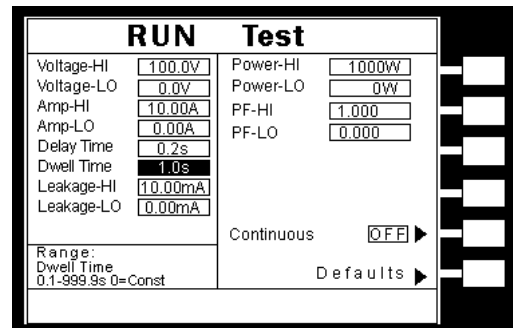 RUN Test
Voltage-HI 100.0V
Voltage-LO 0.0V
Amp-HI 10.00A
Amp-LO 0.00A
Delay Time 0.2s
Dwell Time 1.0s
Leakage-HI 10.00mA
Leakage-LO 0.00mA
Power-HI 1000W
Power-LO 0W
PF-HI 1.000
PF-LO 0.000
Continuous OFF
Defaults
Range:
Dwell Time
0.1-999.9s 0=Const